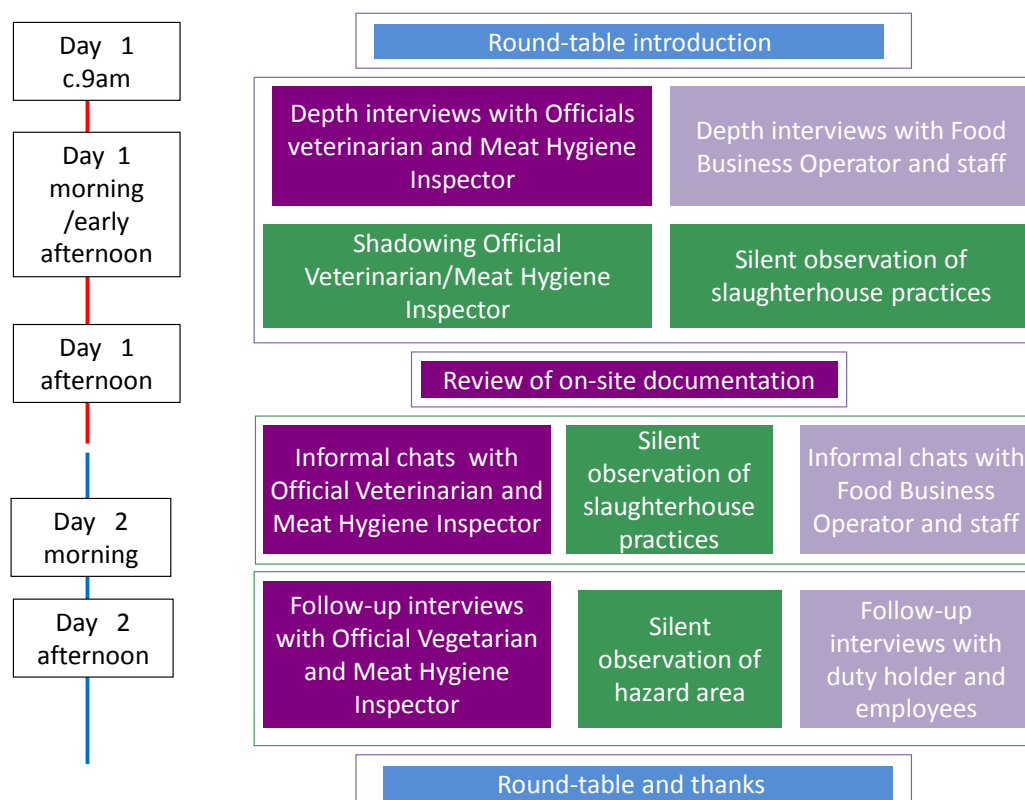 Day 1
c.9am
Round-table introduction
Day 1
morning
/early
afternoon
Depth interviews with Officials
veterinarian and Meat Hygiene
Inspector
Depth interviews with Food
Business Operator and staff
Shadowing Official
Veterinarian/Meat Hygiene
Inspector
Silent observation of
slaughterhouse practices
Day 1
afternoon
Review of on-site documentation
Day 2
morning
Informal chats with
Official Veterinarian and
Meat Hygiene Inspector
Silent
observation of
slaughterhouse
practices
Informal chats with
Food Business
Operator and staff
Day 2
afternoon
Follow-up interviews
with Official Vegetarian
and Meat Hygiene
Inspector
Silent
observation of
hazard area
Follow-up
interviews with
duty holder and
employees
Round-table and thanks